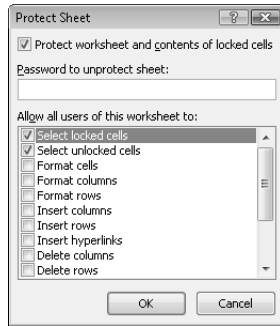 Protect Sheet
Protect worksheet and contents of locked cells
Password to unprotect sheet:
Allow all users of this worksheet to:
Select locked cells
Select unlocked cells
Format cells
Format columns
Format rows
Insert columns
Insert rows
Insert hyperlinks
Delete columns
Delete rows
OK Cancel